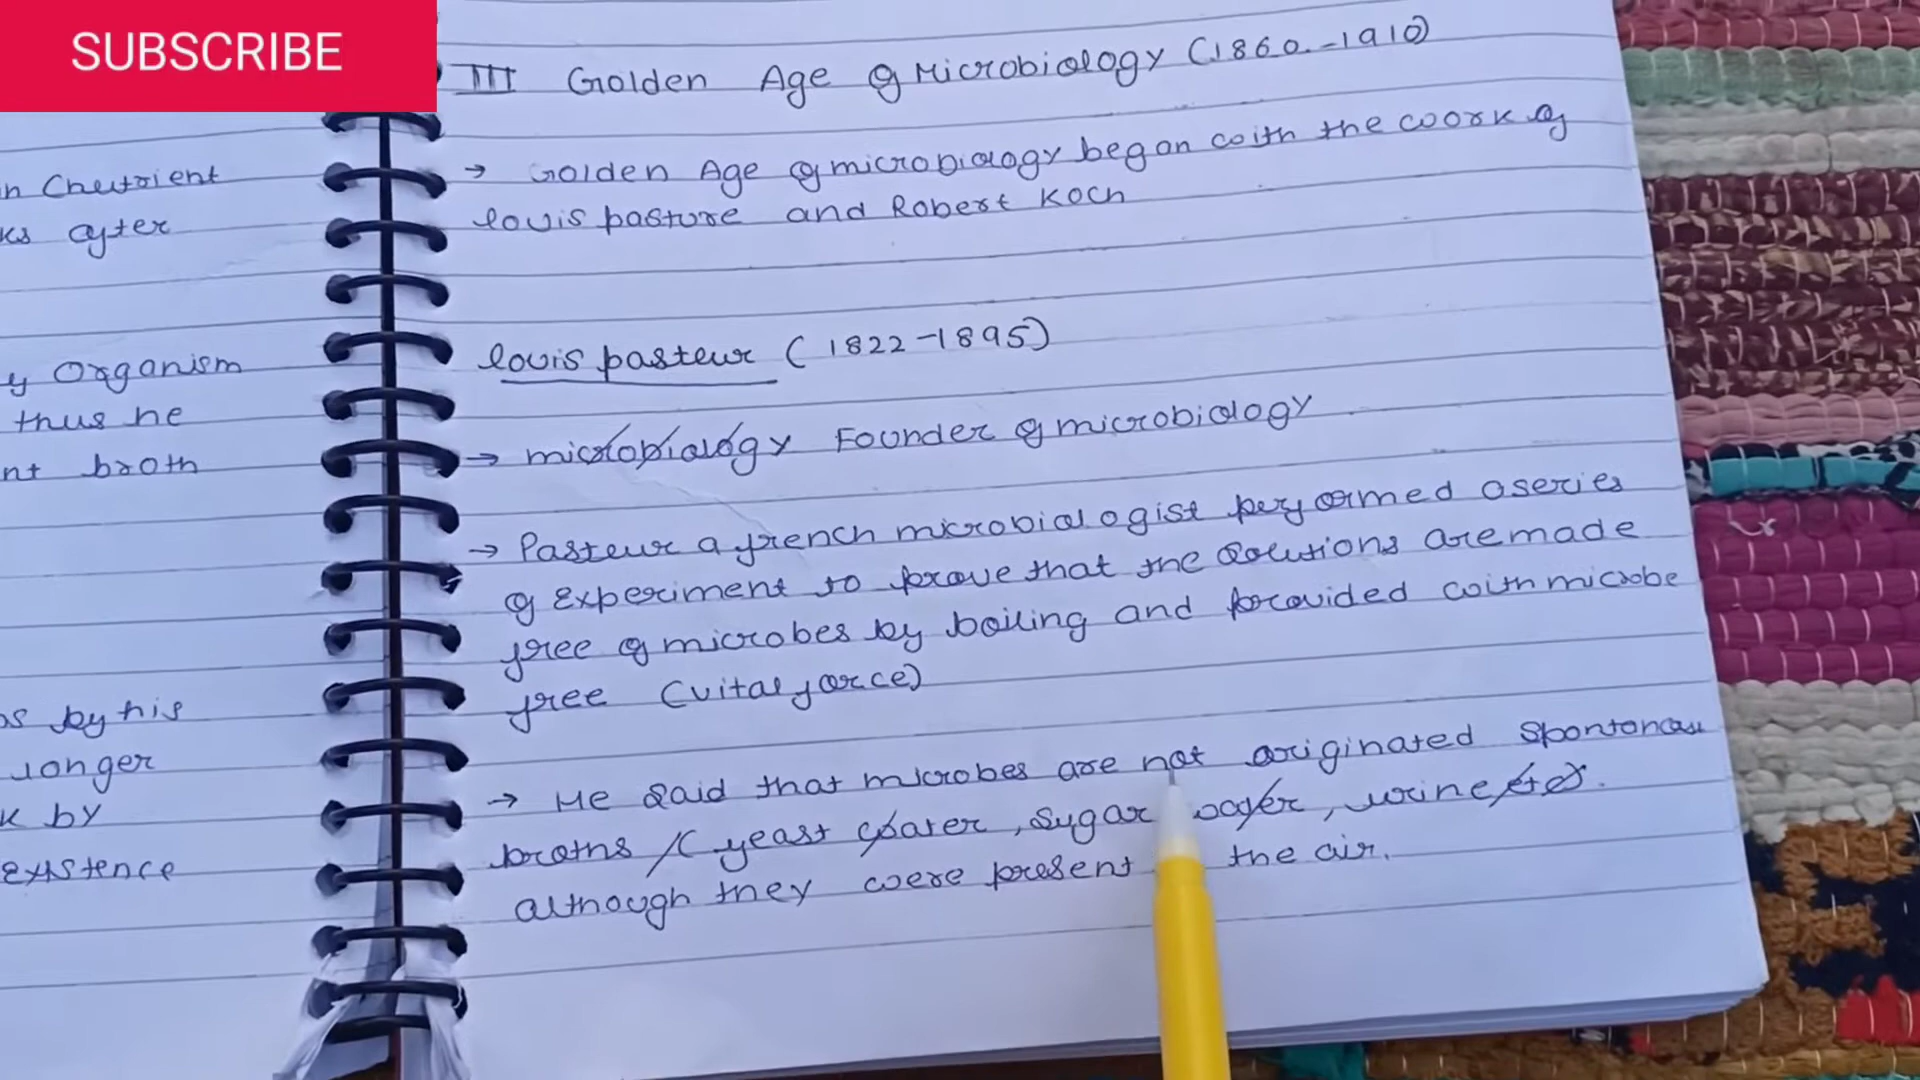 SUBSCRIBE
III Golden Age of Microbiology (1860-1910)
→ Golden Age of microbiology began with the work of
louis pasture and Robert Koch
louis pasteur (1822-1895)
→ microbiology Founder of microbiology
→ Pasteur a french microbiologist performed a series
of experiment to prove that the solutions are made
free of microbes by boiling and provided with microbe
free (vital force)
→ He said that microbes are not originated spontaneou
broths / ( yeast water, sugar water, urine etc).
although they were present the air.
n Cheutrient
ks after
y Organism
thus he
nt broth
os by his
longer
k by
existence